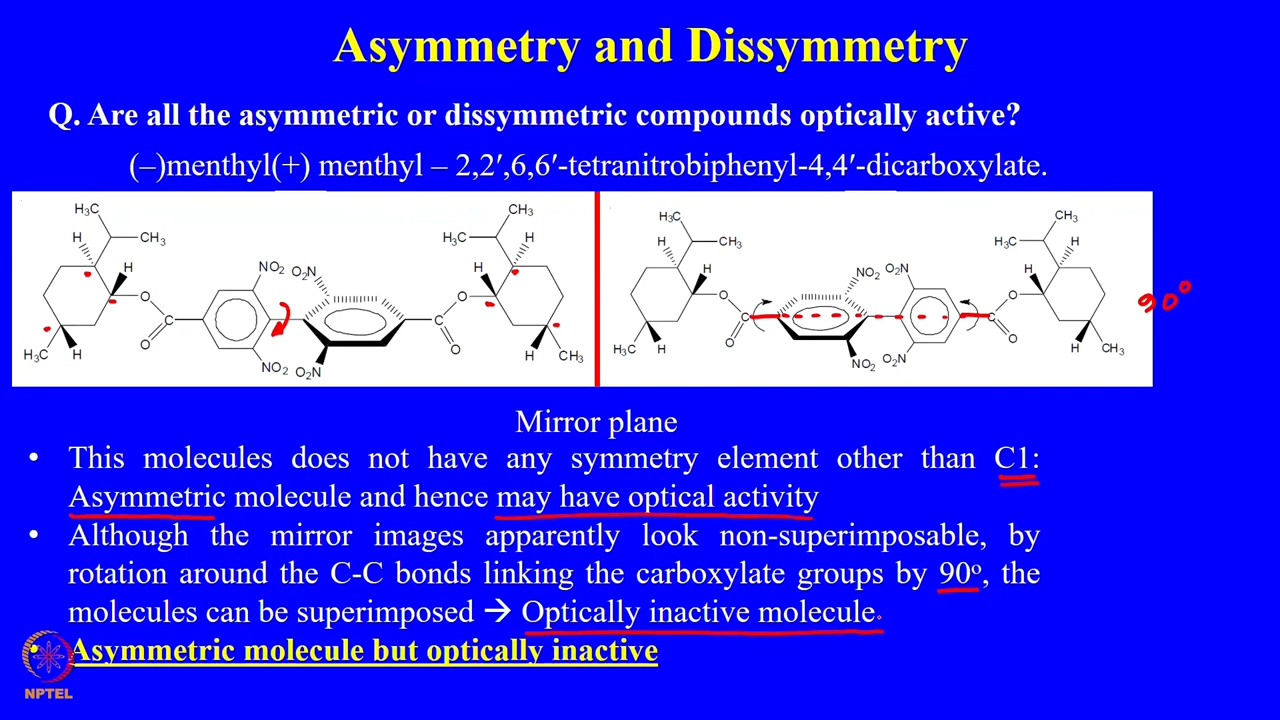 Asymmetry and Dissymmetry
Q. Are all the asymmetric or dissymmetric compounds optically active?
(–)menthyl(+) menthyl – 2,2′,6,6′-tetranitrobiphenyl-4,4′-dicarboxylate.
H₃C CH₃ H₃C CH₃
H CH₃ H₃C H H CH₃ H₃C H
H NO₂ O₂N H H NO₂ O₂N H
O O O O 90°
C C C C
O O O O
H₃C H NO₂ O₂N H CH₃ H₃C H NO₂ O₂N H CH₃
Mirror plane
• This molecules does not have any symmetry element other than C1:
Asymmetric molecule and hence may have optical activity
• Although the mirror images apparently look non-superimposable, by
rotation around the C-C bonds linking the carboxylate groups by 90º, the
molecules can be superimposed → Optically inactive molecule.
• Asymmetric molecule but optically inactive
NPTEL